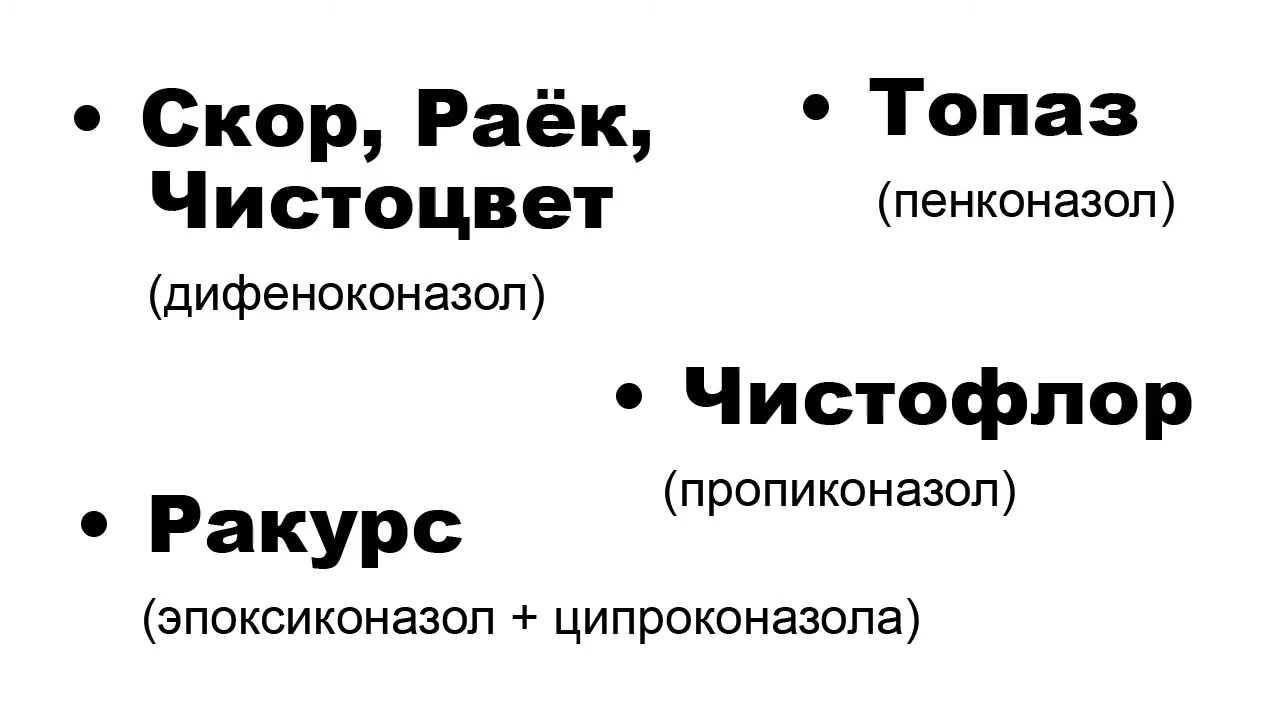 • Скор, Раёк,
Чистоцвет
(дифеноконазол)
• Топаз
(пенконазол)
• Чистофлор
(пропиконазол)
• Ракурс
(эпоксиконазол + ципроконазола)